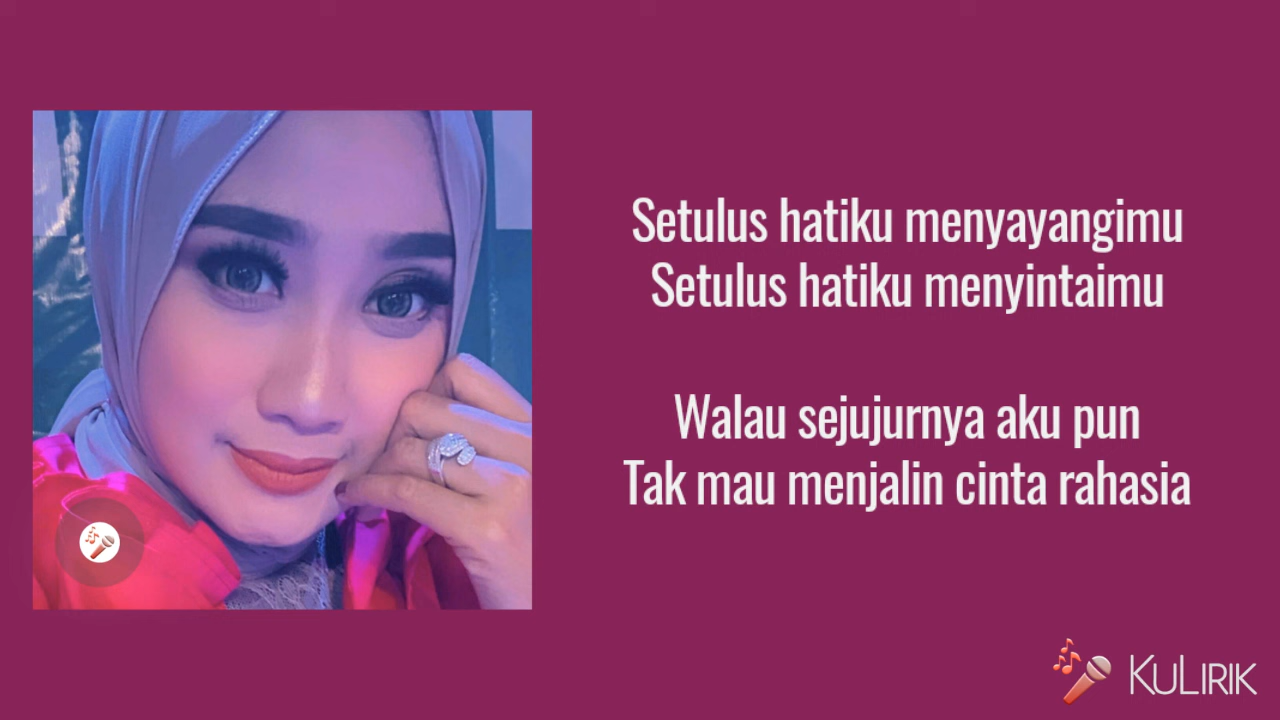 Setulus hatiku menyayangimu
Setulus hatiku menyintaimu
Walau sejujurnya aku pun
Tak mau menjalin cinta rahasia
KULIRIK